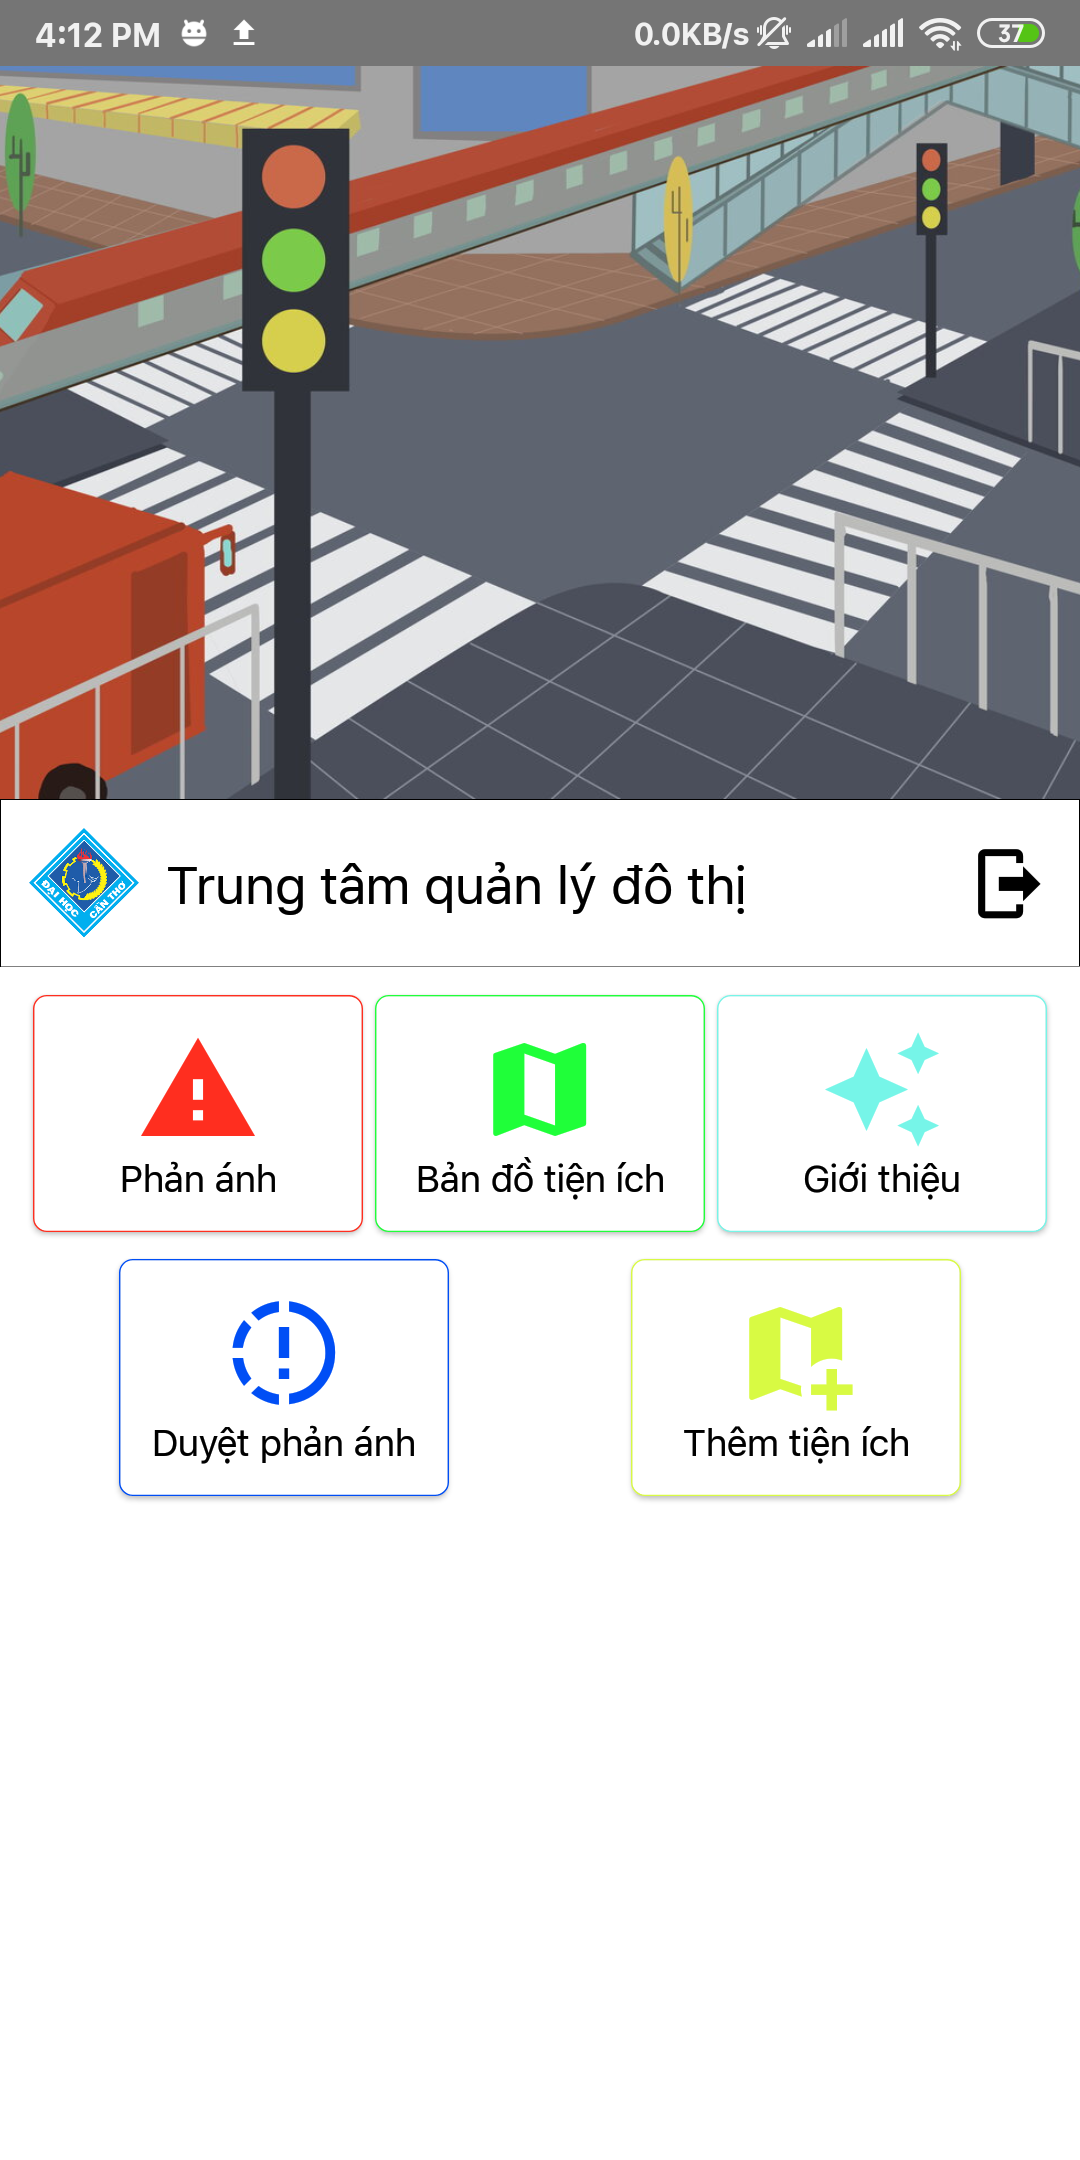 4:12 PM 0.0KB/s 37
ĐẠI HỌC CẦN THƠ
Trung tâm quản lý đô thị
Phản ánh Bản đồ tiện ích Giới thiệu
Duyệt phản ánh Thêm tiện ích